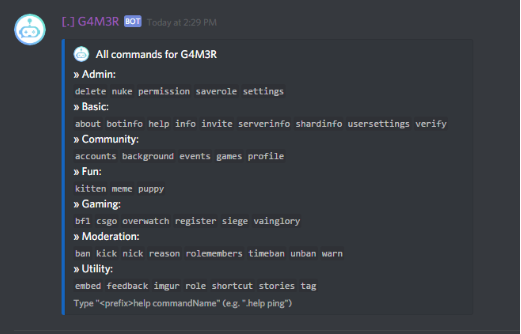 [.] G4M3R BOT Today at 2:29 PM
All commands for G4M3R
» Admin:
delete nuke permission saverole settings
» Basic:
about botinfo help info invite serverinfo shardinfo usersettings verify
» Community:
accounts background events games profile
» Fun:
kitten meme puppy
» Gaming:
bf1 csgo overwatch register siege vainglory
» Moderation:
ban kick nick reason rolemembers timeban unban warn
» Utility:
embed feedback imgur role shortcut stories tag
Type "<prefix>help commandName" (e.g. ".help ping")